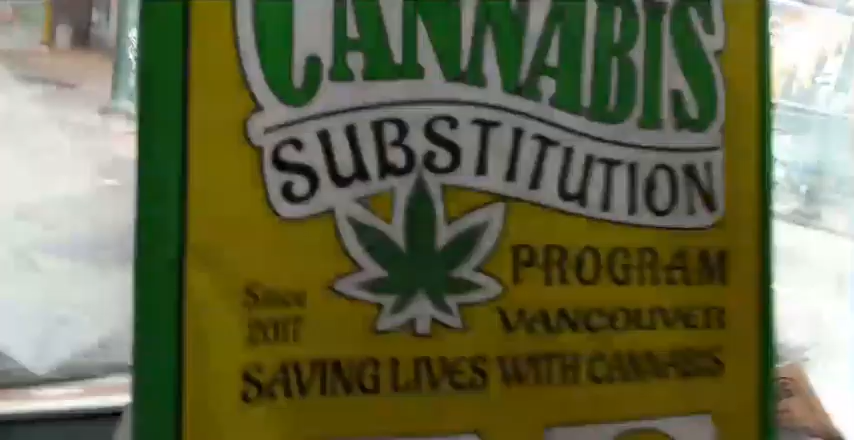 CANNABIS
SUBSTITUTION
PROGRAM
Since
2017
VANCOUVER
SAVING LIVES WITH CANNABIS